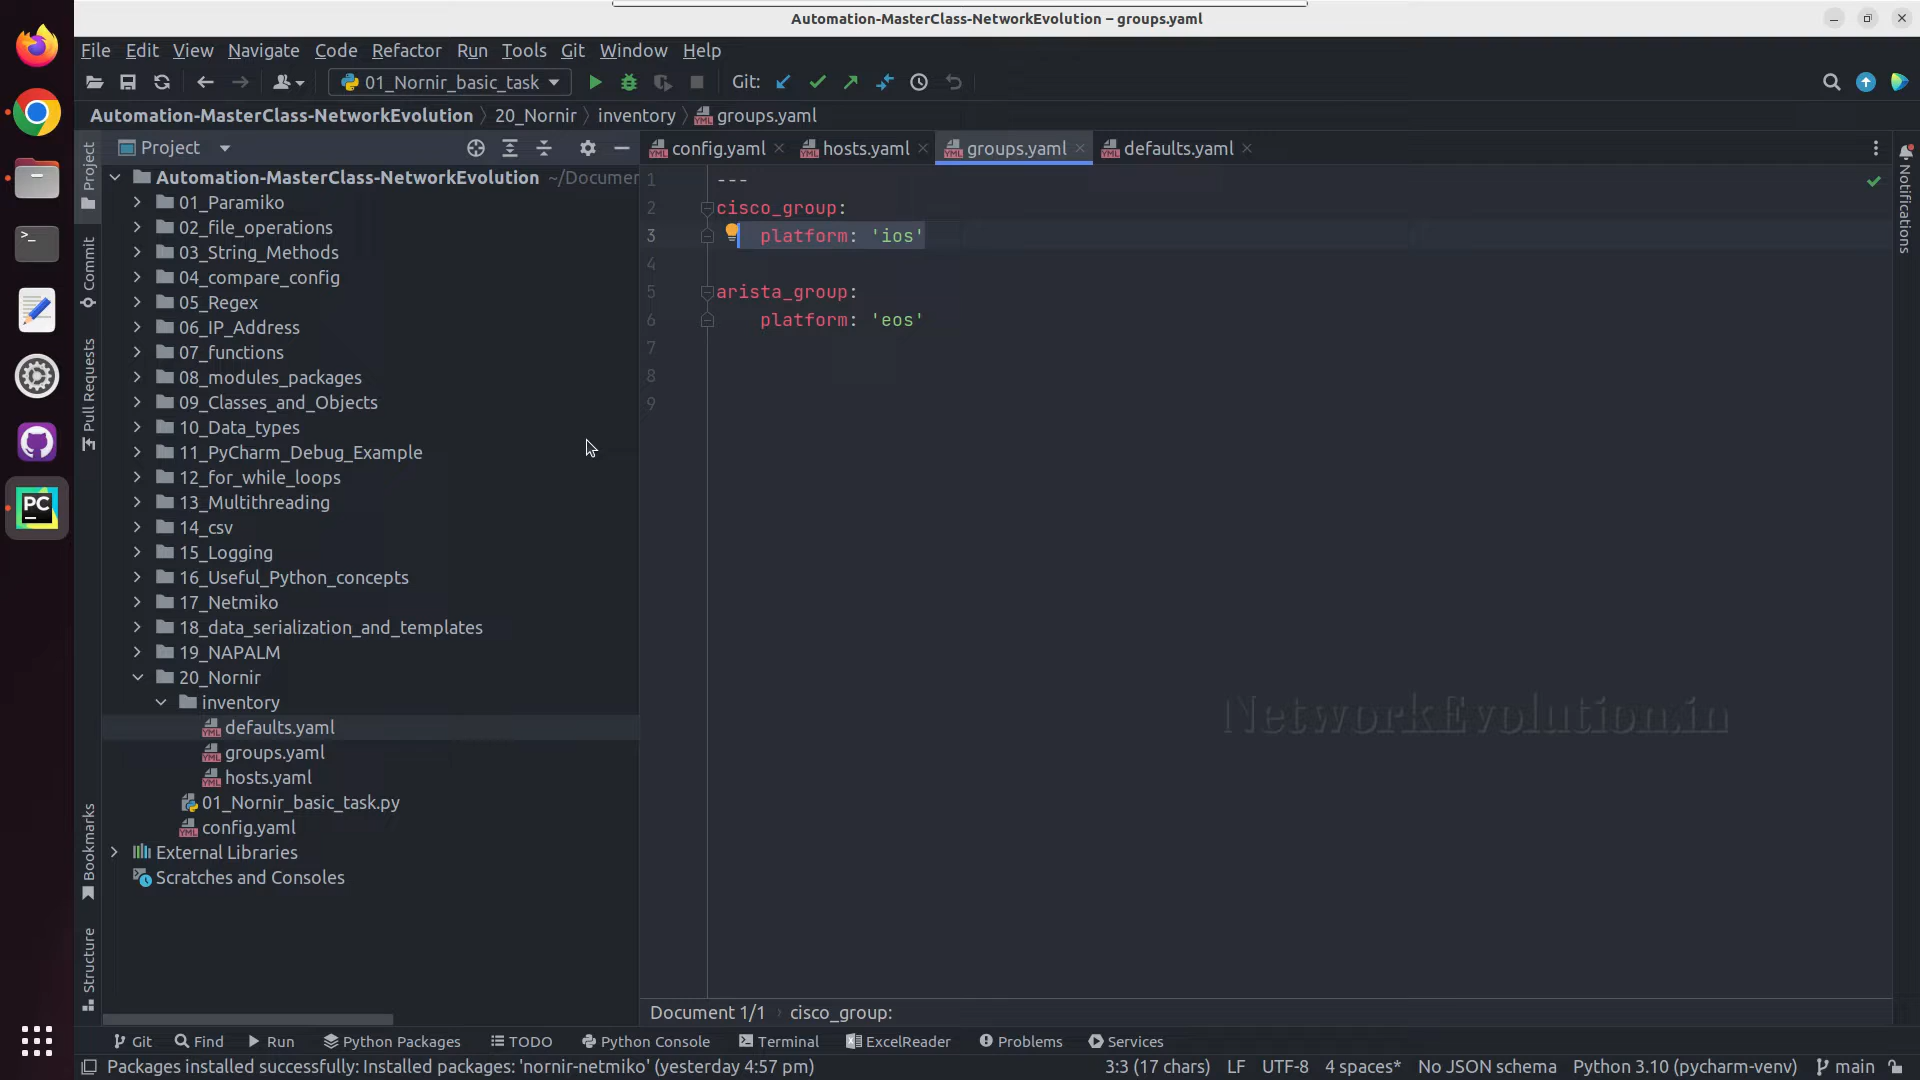 Automation-MasterClass-NetworkEvolution – groups.yaml
File Edit View Navigate Code Refactor Run Tools Git Window Help
01_Nornir_basic_task Git:
Automation-MasterClass-NetworkEvolution 20_Nornir inventory groups.yaml
Project
config.yaml hosts.yaml groups.yaml defaults.yaml
Automation-MasterClass-NetworkEvolution ~/Documer
01_Paramiko
02_file_operations
03_String_Methods
04_compare_config
05_Regex
06_IP_Address
07_functions
08_modules_packages
09_Classes_and_Objects
10_Data_types
11_PyCharm_Debug_Example
12_for_while_loops
13_Multithreading
14_csv
15_Logging
16_Useful_Python_concepts
17_Netmiko
18_data_serialization_and_templates
19_NAPALM
20_Nornir
inventory
defaults.yaml
groups.yaml
hosts.yaml
01_Nornir_basic_task.py
config.yaml
External Libraries
Scratches and Consoles
Project
Commit
Pull Requests
Bookmarks
Structure
1 ---
2 cisco_group:
3 platform: 'ios'
4
5 arista_group:
6 platform: 'eos'
7
8
9
NetworkEvolution.in
Notifications
Document 1/1 cisco_group:
Git Find Run Python Packages TODO Python Console Terminal ExcelReader Problems Services
Packages installed successfully: Installed packages: 'nornir-netmiko' (yesterday 4:57 pm) 3:3 (17 chars) LF UTF-8 4 spaces* No JSON schema Python 3.10 (pycharm-venv) main
PC